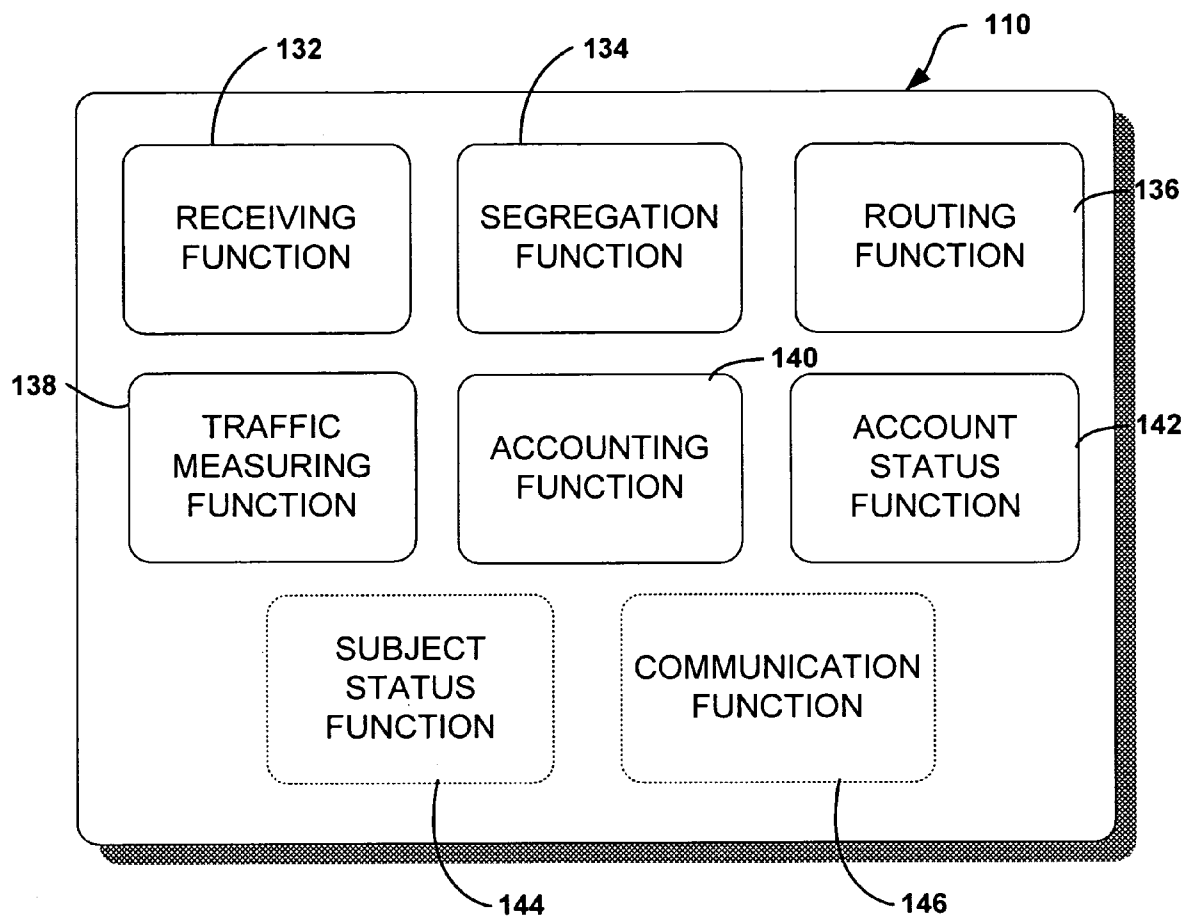 110
132
134
RECEIVING
FUNCTION
SEGREGATION
FUNCTION
ROUTING
FUNCTION
136
138
TRAFFIC
MEASURING
FUNCTION
140
ACCOUNTING
FUNCTION
ACCOUNT
STATUS
FUNCTION
142
SUBJECT
STATUS
FUNCTION
COMMUNICATION
FUNCTION
144
146